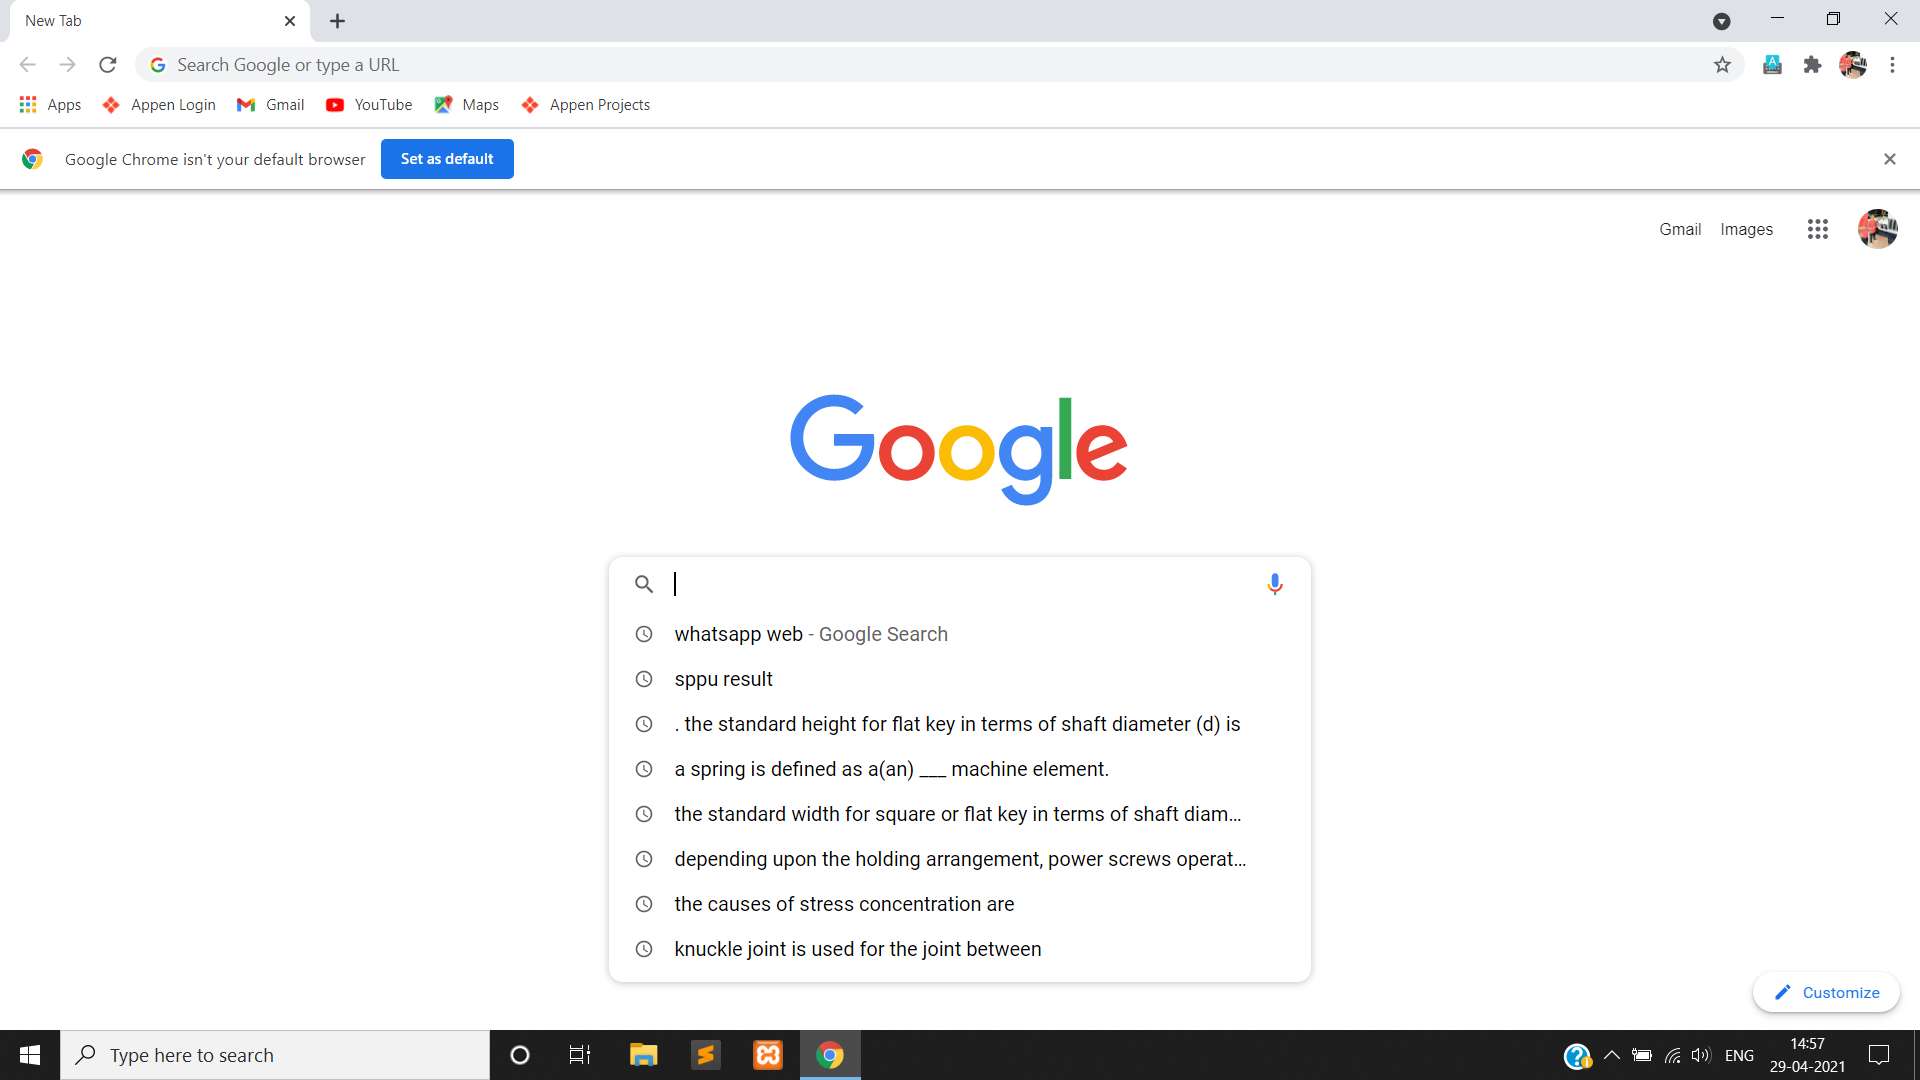 New Tab
Search Google or type a URL
Apps Appen Login Gmail YouTube Maps Appen Projects
Google Chrome isn't your default browser Set as default
Gmail Images
Google
whatsapp web - Google Search
sppu result
. the standard height for flat key in terms of shaft diameter (d) is
a spring is defined as a(an) ___ machine element.
the standard width for square or flat key in terms of shaft diam...
depending upon the holding arrangement, power screws operat...
the causes of stress concentration are
knuckle joint is used for the joint between
Customize
Type here to search
ENG
14:57
29-04-2021